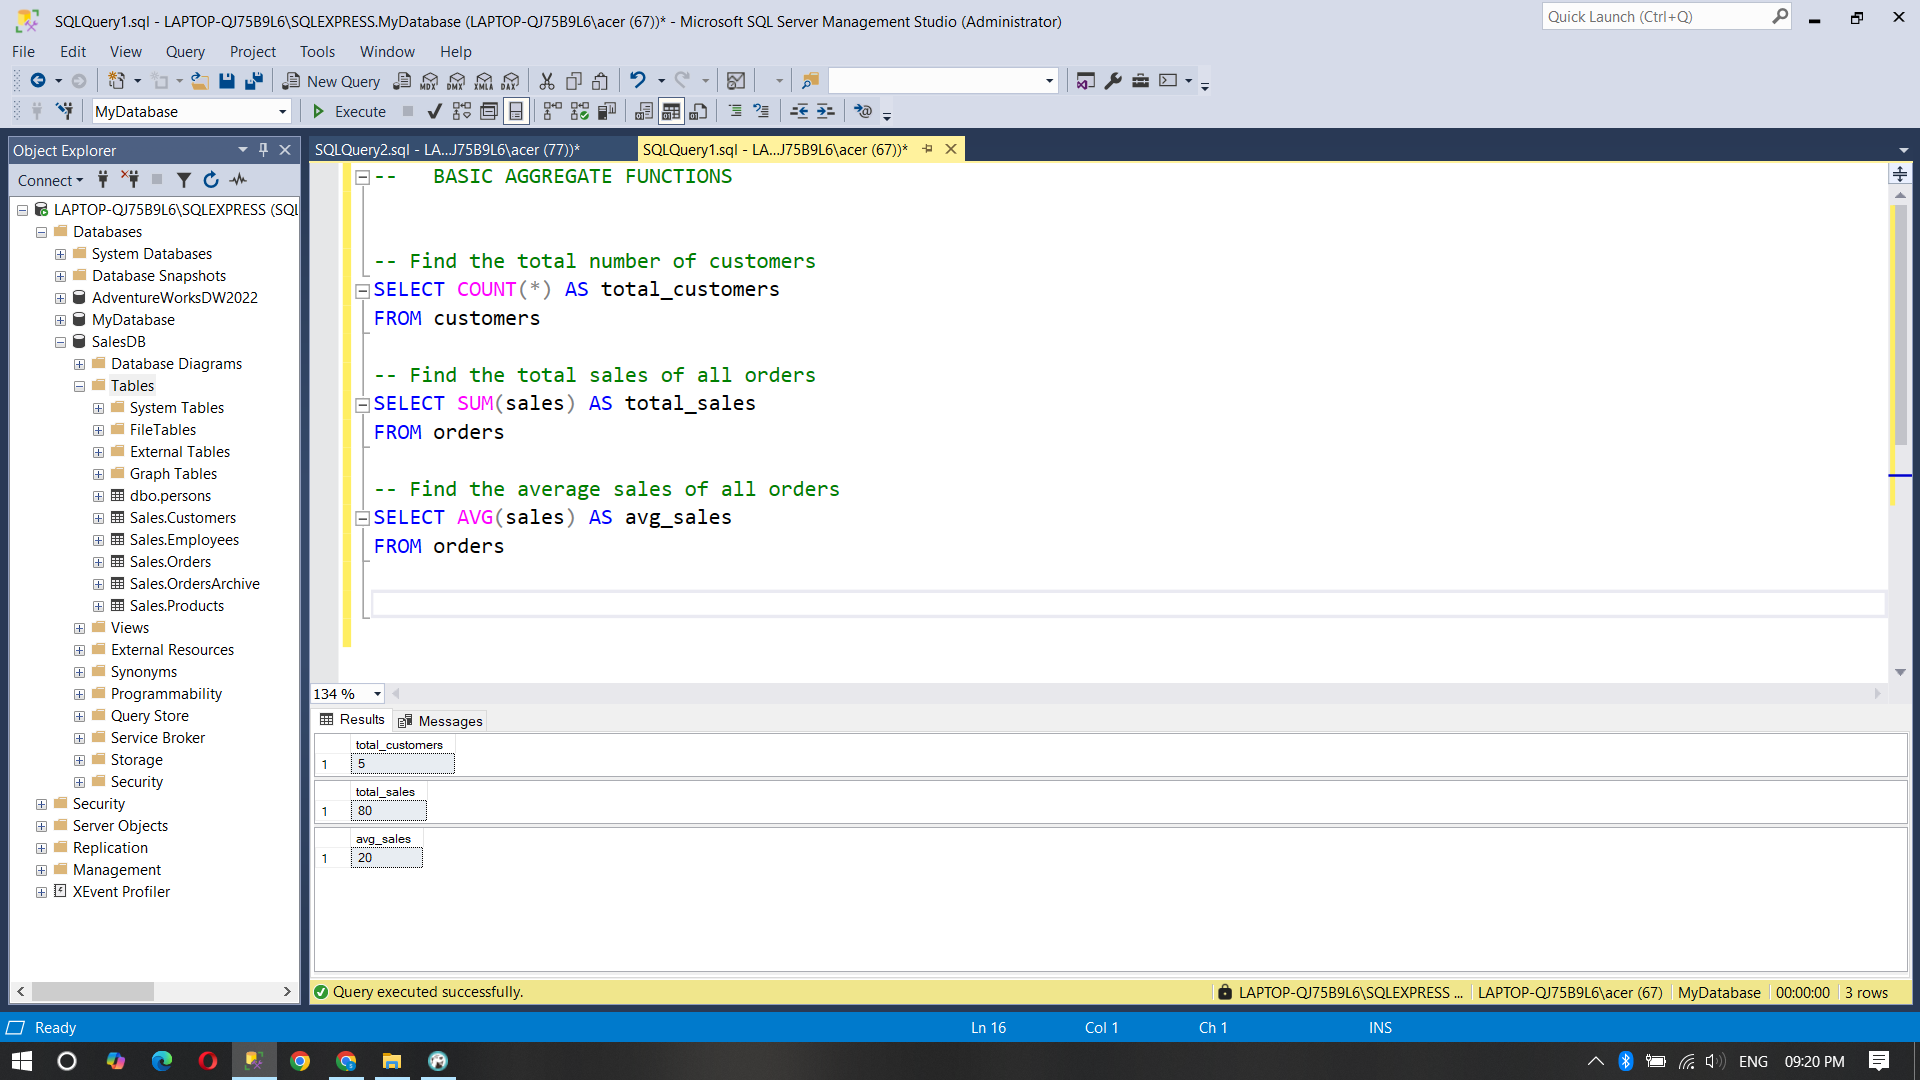 SQLQuery1.sql - LAPTOP-QJ75B9L6\SQLEXPRESS.MyDatabase (LAPTOP-QJ75B9L6\acer (67))* - Microsoft SQL Server Management Studio (Administrator)
Quick Launch (Ctrl+Q)
File Edit View Query Project Tools Window Help
New Query MDX DMX XMLA DAX
MyDatabase Execute
Object Explorer
SQLQuery2.sql - LA...J75B9L6\acer (77))* SQLQuery1.sql - LA...J75B9L6\acer (67))*
Connect
LAPTOP-QJ75B9L6\SQLEXPRESS (SQL
Databases
System Databases
Database Snapshots
AdventureWorksDW2022
MyDatabase
SalesDB
Database Diagrams
Tables
System Tables
FileTables
External Tables
Graph Tables
dbo.persons
Sales.Customers
Sales.Employees
Sales.Orders
Sales.OrdersArchive
Sales.Products
Views
External Resources
Synonyms
Programmability
Query Store
Service Broker
Storage
Security
Security
Server Objects
Replication
Management
XEvent Profiler
-- BASIC AGGREGATE FUNCTIONS
-- Find the total number of customers
SELECT COUNT(*) AS total_customers
FROM customers
-- Find the total sales of all orders
SELECT SUM(sales) AS total_sales
FROM orders
-- Find the average sales of all orders
SELECT AVG(sales) AS avg_sales
FROM orders
134 %
Results Messages
total_customers
1 5
total_sales
1 80
avg_sales
1 20
Query executed successfully. LAPTOP-QJ75B9L6\SQLEXPRESS ... LAPTOP-QJ75B9L6\acer (67) MyDatabase 00:00:00 3 rows
Ready Ln 16 Col 1 Ch 1 INS
ENG 09:20 PM